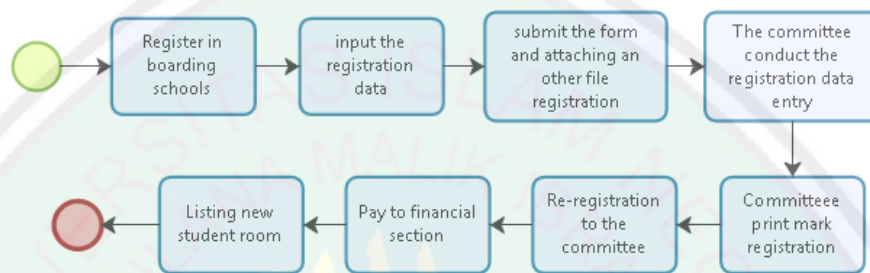 Register in
boarding
schools
input the
registration
data
submit the form
and attaching an
other file
registration
The committee
conduct the
registration data
entry
Committeee
print mark
registration
Re-registration
to the
committee
Pay to financial
section
Listing new
student room